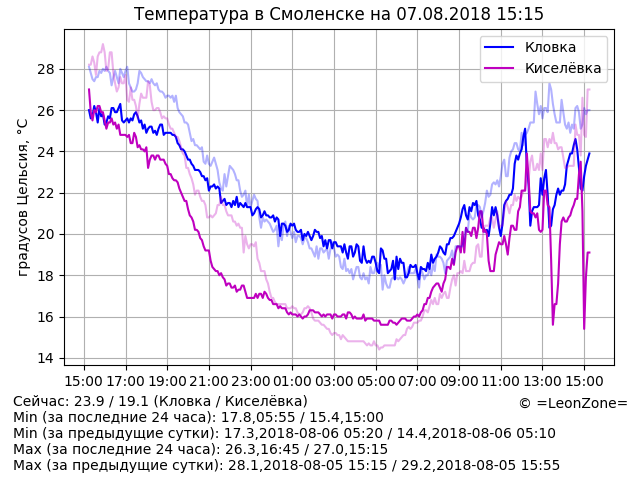 Температура в Смоленске на 07.08.2018 15:15
градусов Цельсия, °C
28
26
24
22
20
18
16
14
Кловка
Киселёвка
15:00 17:00 19:00 21:00 23:00 01:00 03:00 05:00 07:00 09:00 11:00 13:00 15:00
Сейчас: 23.9 / 19.1 (Кловка / Киселёвка)
© =LeonZone=
Min (за последние 24 часа): 17.8,05:55 / 15.4,15:00
Min (за предыдущие сутки): 17.3,2018-08-06 05:20 / 14.4,2018-08-06 05:10
Max (за последние 24 часа): 26.3,16:45 / 27.0,15:15
Max (за предыдущие сутки): 28.1,2018-08-05 15:15 / 29.2,2018-08-05 15:55